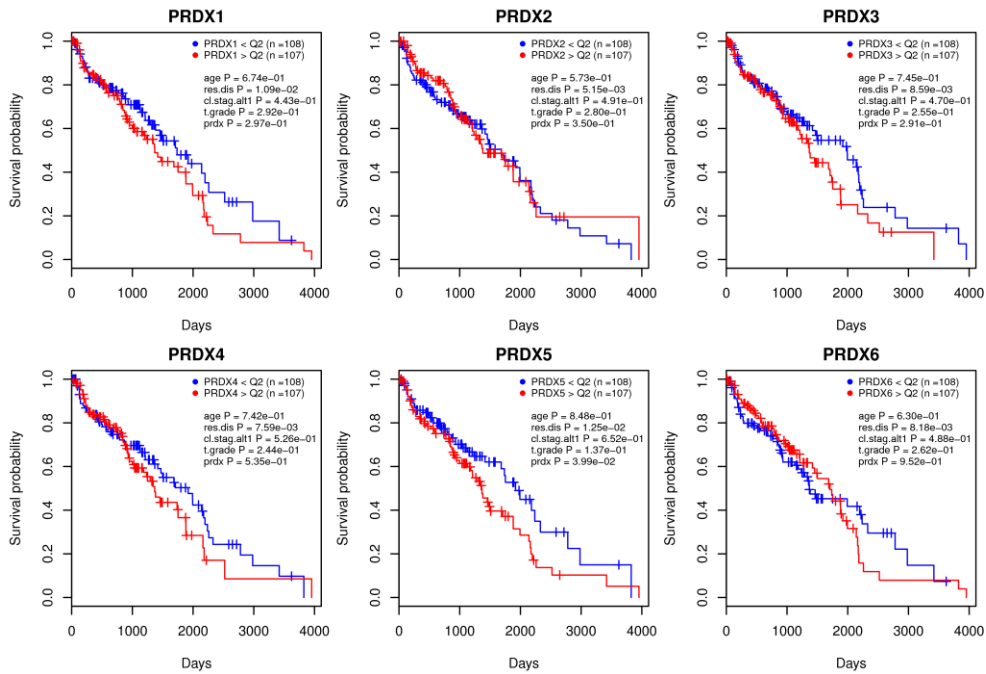 PRDX1
PRDX1 < Q2 (n =108)
PRDX1 > Q2 (n =107)
age P = 6.74e−01
res.dis P = 1.09e−02
cl.stag.alt1 P = 4.43e−01
t.grade P = 2.92e−01
prdx P = 2.97e−01
Survival probability
0.0 0.2 0.4 0.6 0.8 1.0
0 1000 2000 3000 4000
Days
PRDX2
PRDX2 < Q2 (n =108)
PRDX2 > Q2 (n =107)
age P = 5.73e−01
res.dis P = 5.15e−03
cl.stag.alt1 P = 4.91e−01
t.grade P = 2.80e−01
prdx P = 3.50e−01
Survival probability
0.0 0.2 0.4 0.6 0.8 1.0
0 1000 2000 3000 4000
Days
PRDX3
PRDX3 < Q2 (n =108)
PRDX3 > Q2 (n =107)
age P = 7.45e−01
res.dis P = 8.59e−03
cl.stag.alt1 P = 4.70e−01
t.grade P = 2.55e−01
prdx P = 2.91e−01
Survival probability
0.0 0.2 0.4 0.6 0.8 1.0
0 1000 2000 3000 4000
Days
PRDX4
PRDX4 < Q2 (n =108)
PRDX4 > Q2 (n =107)
age P = 7.42e−01
res.dis P = 7.59e−03
cl.stag.alt1 P = 5.26e−01
t.grade P = 2.44e−01
prdx P = 5.35e−01
Survival probability
0.0 0.2 0.4 0.6 0.8 1.0
0 1000 2000 3000 4000
Days
PRDX5
PRDX5 < Q2 (n =108)
PRDX5 > Q2 (n =107)
age P = 8.48e−01
res.dis P = 1.25e−02
cl.stag.alt1 P = 6.52e−01
t.grade P = 1.37e−01
prdx P = 3.99e−02
Survival probability
0.0 0.2 0.4 0.6 0.8 1.0
0 1000 2000 3000 4000
Days
PRDX6
PRDX6 < Q2 (n =108)
PRDX6 > Q2 (n =107)
age P = 6.30e−01
res.dis P = 8.18e−03
cl.stag.alt1 P = 4.88e−01
t.grade P = 2.62e−01
prdx P = 9.52e−01
Survival probability
0.0 0.2 0.4 0.6 0.8 1.0
0 1000 2000 3000 4000
Days